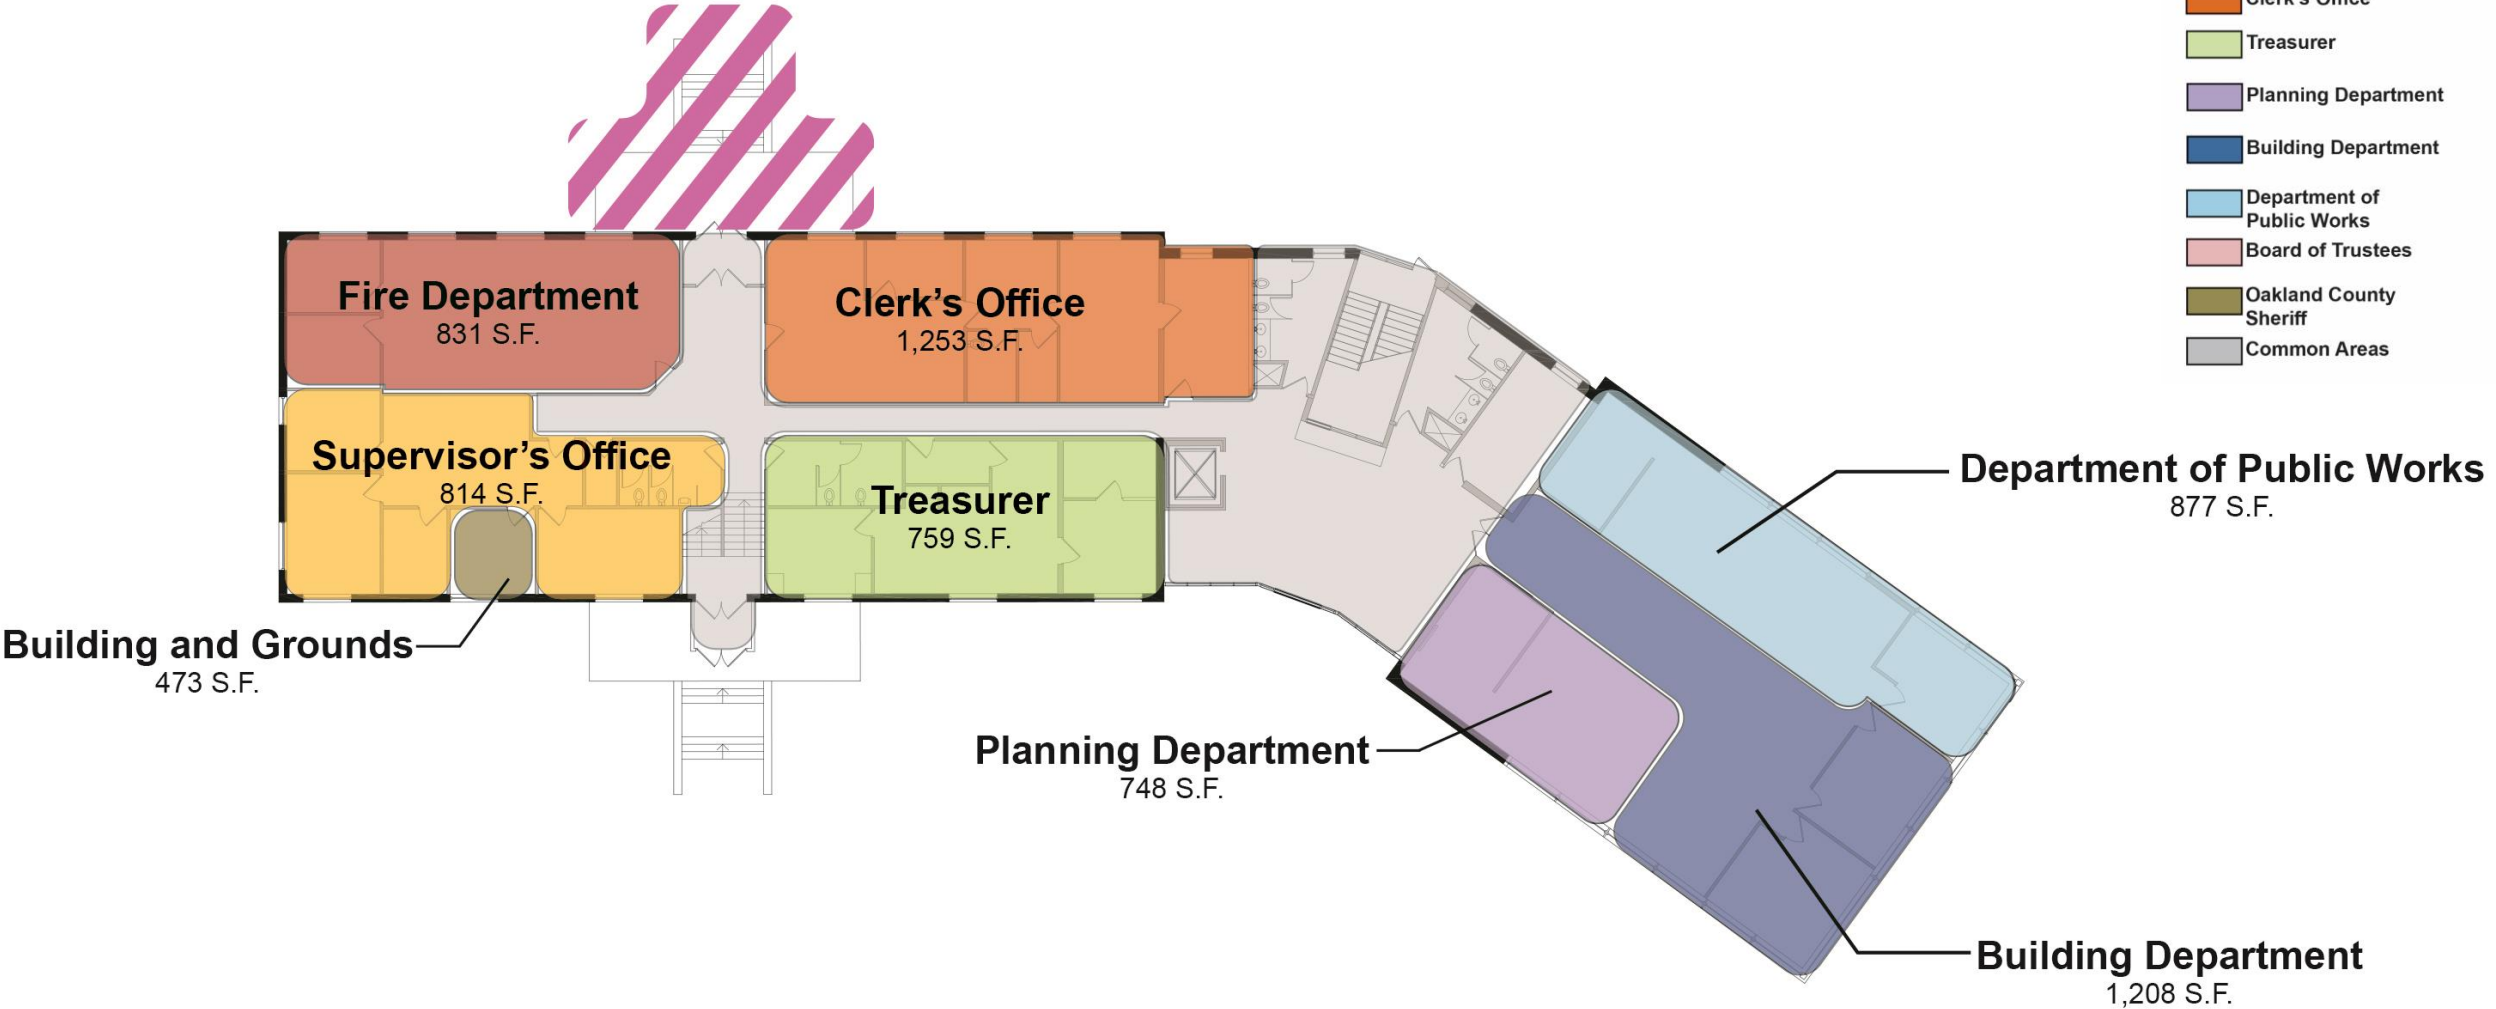 Clerk's Office
Treasurer
Planning Department
Building Department
Department of
Public Works
Board of Trustees
Oakland County
Sheriff
Common Areas
Fire Department
831 S.F.
Clerk’s Office
1,253 S.F.
Supervisor’s Office
814 S.F.
Treasurer
759 S.F.
Department of Public Works
877 S.F.
Building and Grounds
473 S.F.
Planning Department
748 S.F.
Building Department
1,208 S.F.